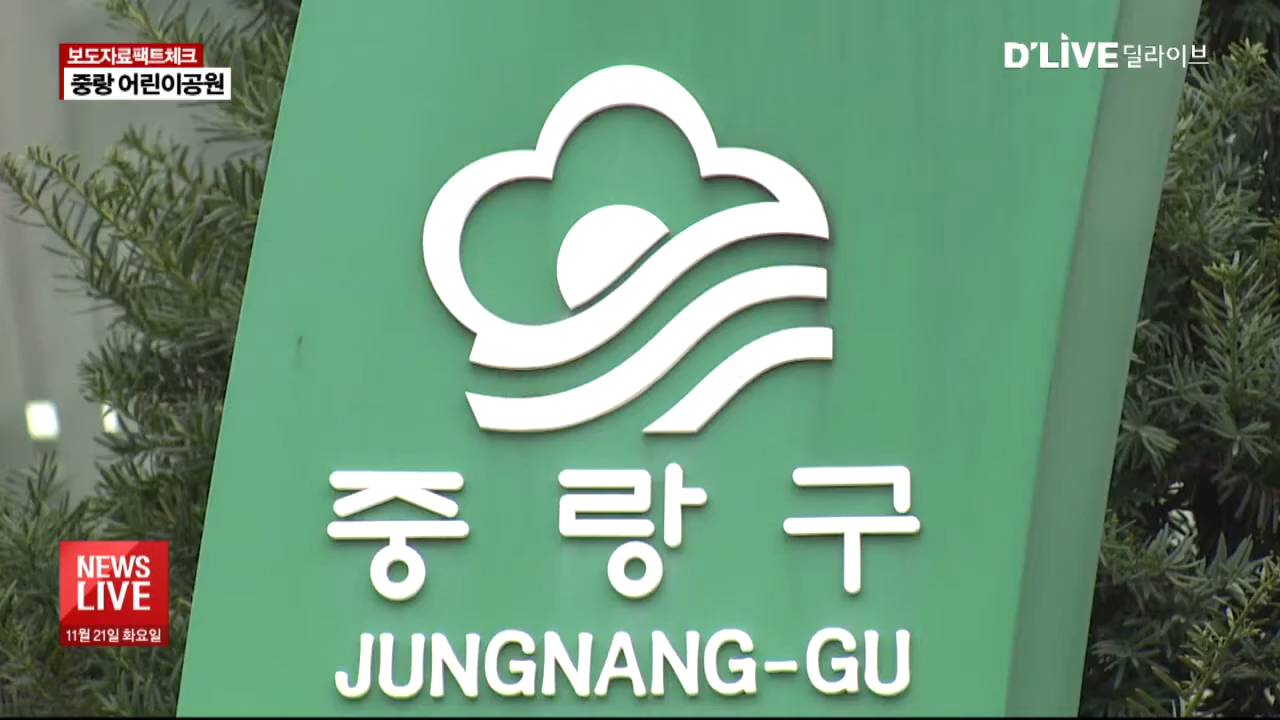 보도자료팩트체크
중랑 어린이공원
D'LIVE 딜라이브
중랑구
JUNGNANG-GU
NEWS
LIVE
11월 21일 화요일